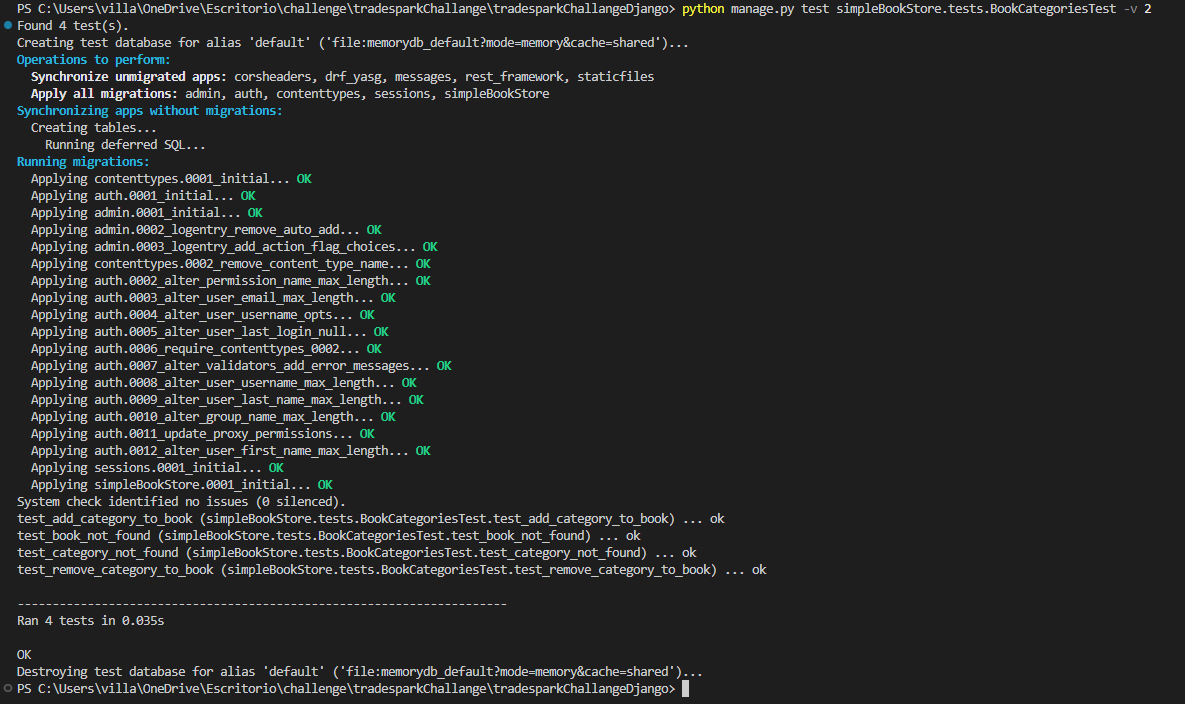 PS C:\Users\villa\OneDrive\Escritorio\challenge\tradesparkChallange\tradesparkChallangeDjango> python manage.py test simpleBookStore.tests.BookCategoriesTest -v 2
Found 4 test(s).
Creating test database for alias 'default' ('file:memorydb_default?mode=memory&cache=shared')...
Operations to perform:
  Synchronize unmigrated apps: corsheaders, drf_yasg, messages, rest_framework, staticfiles
  Apply all migrations: admin, auth, contenttypes, sessions, simpleBookStore
Synchronizing apps without migrations:
  Creating tables...
    Running deferred SQL...
Running migrations:
  Applying contenttypes.0001_initial... OK
  Applying auth.0001_initial... OK
  Applying admin.0001_initial... OK
  Applying admin.0002_logentry_remove_auto_add... OK
  Applying admin.0003_logentry_add_action_flag_choices... OK
  Applying contenttypes.0002_remove_content_type_name... OK
  Applying auth.0002_alter_permission_name_max_length... OK
  Applying auth.0003_alter_user_email_max_length... OK
  Applying auth.0004_alter_user_username_opts... OK
  Applying auth.0005_alter_user_last_login_null... OK
  Applying auth.0006_require_contenttypes_0002... OK
  Applying auth.0007_alter_validators_add_error_messages... OK
  Applying auth.0008_alter_user_username_max_length... OK
  Applying auth.0009_alter_user_last_name_max_length... OK
  Applying auth.0010_alter_group_name_max_length... OK
  Applying auth.0011_update_proxy_permissions... OK
  Applying auth.0012_alter_user_first_name_max_length... OK
  Applying sessions.0001_initial... OK
  Applying simpleBookStore.0001_initial... OK
System check identified no issues (0 silenced).
test_add_category_to_book (simpleBookStore.tests.BookCategoriesTest.test_add_category_to_book) ... ok
test_book_not_found (simpleBookStore.tests.BookCategoriesTest.test_book_not_found) ... ok
test_category_not_found (simpleBookStore.tests.BookCategoriesTest.test_category_not_found) ... ok
test_remove_category_to_book (simpleBookStore.tests.BookCategoriesTest.test_remove_category_to_book) ... ok
----------------------------------------------------------------------
Ran 4 tests in 0.035s
OK
Destroying test database for alias 'default' ('file:memorydb_default?mode=memory&cache=shared')...
PS C:\Users\villa\OneDrive\Escritorio\challenge\tradesparkChallange\tradesparkChallangeDjango>